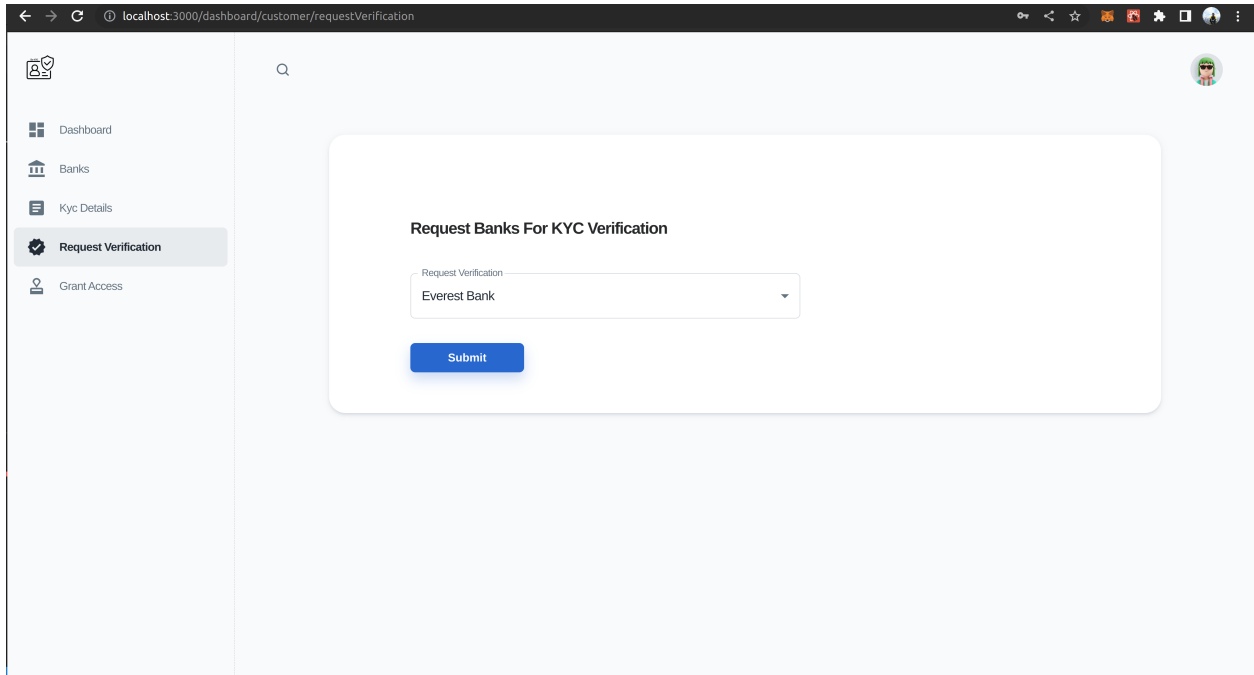 localhost:3000/dashboard/customer/requestVerification
Dashboard
Banks
Kyc Details
Request Verification
Grant Access
Request Banks For KYC Verification
Request Verification
Everest Bank
Submit